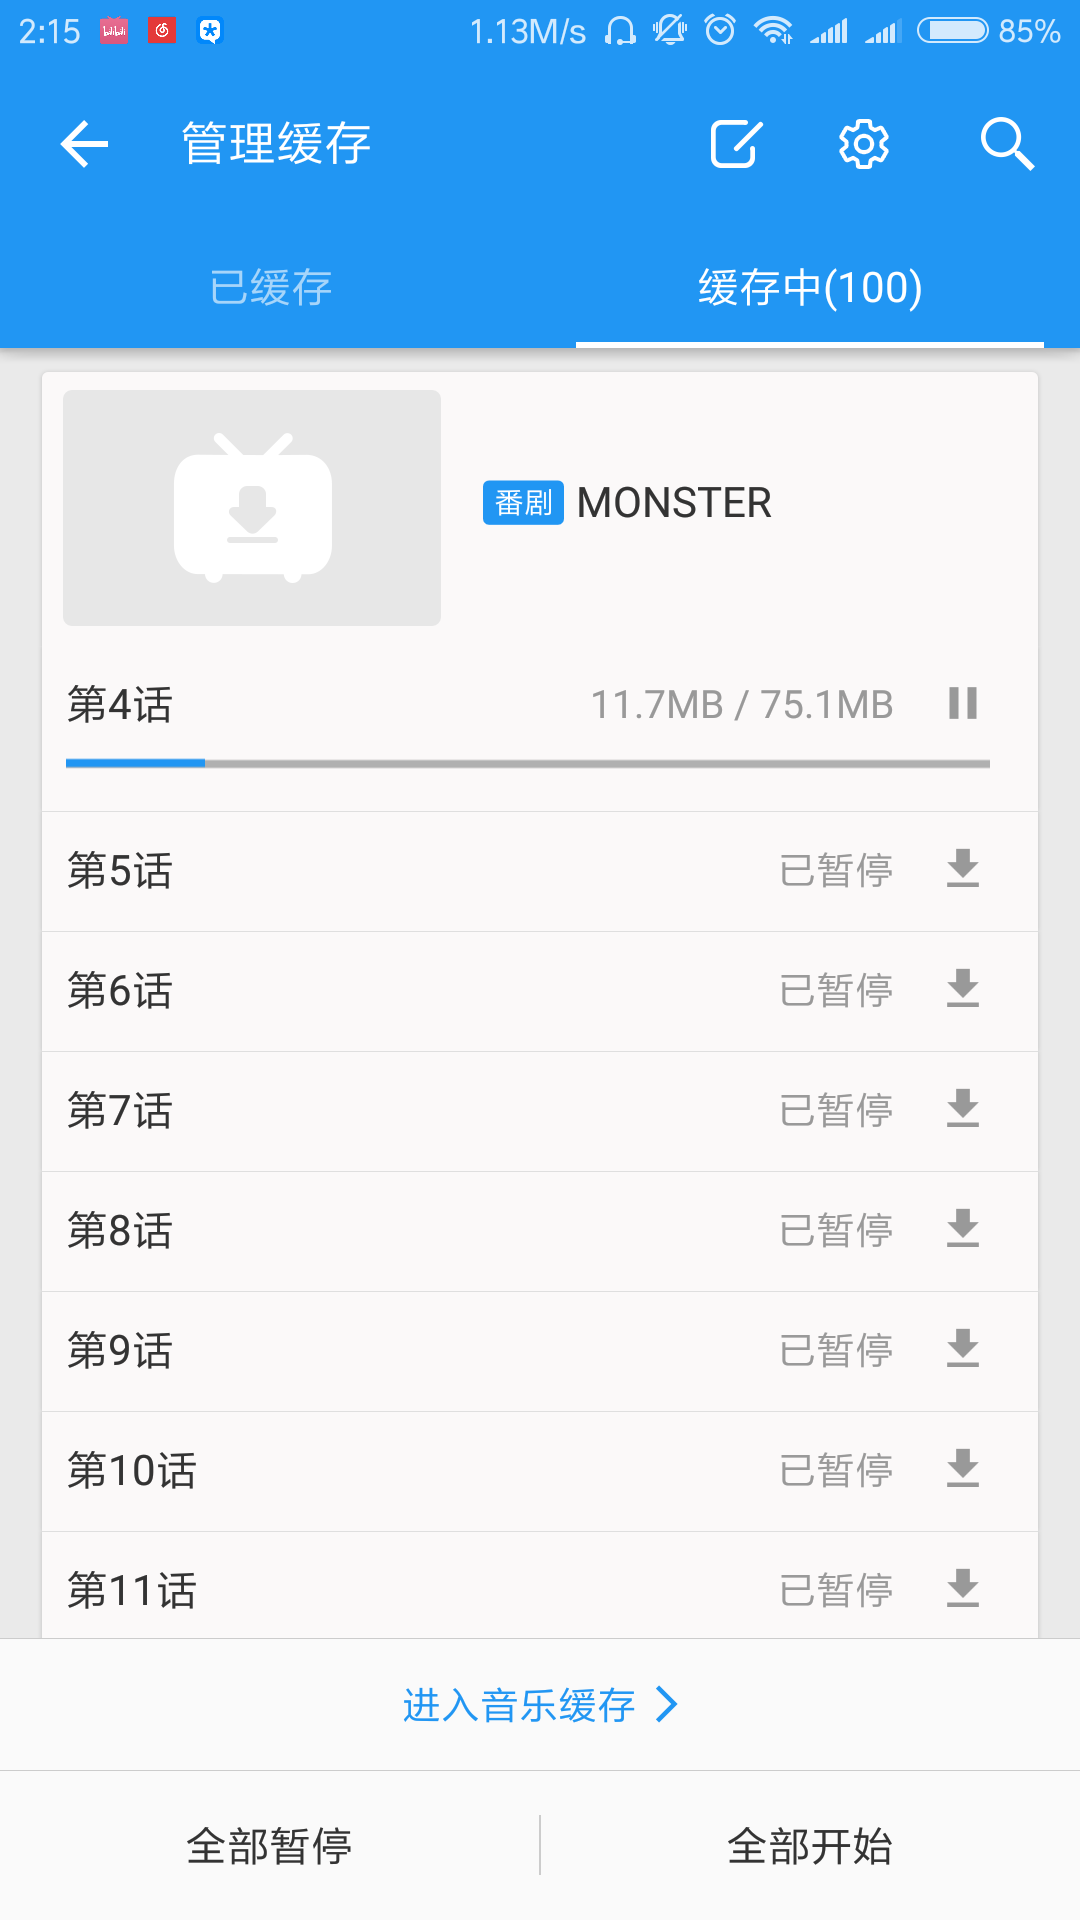 2:15 bilibili 1.13M/s 85%
管理缓存
已缓存 缓存中(100)
番剧 MONSTER
第4话 11.7MB / 75.1MB
第5话 已暂停
第6话 已暂停
第7话 已暂停
第8话 已暂停
第9话 已暂停
第10话 已暂停
第11话 已暂停
进入音乐缓存
全部暂停 全部开始